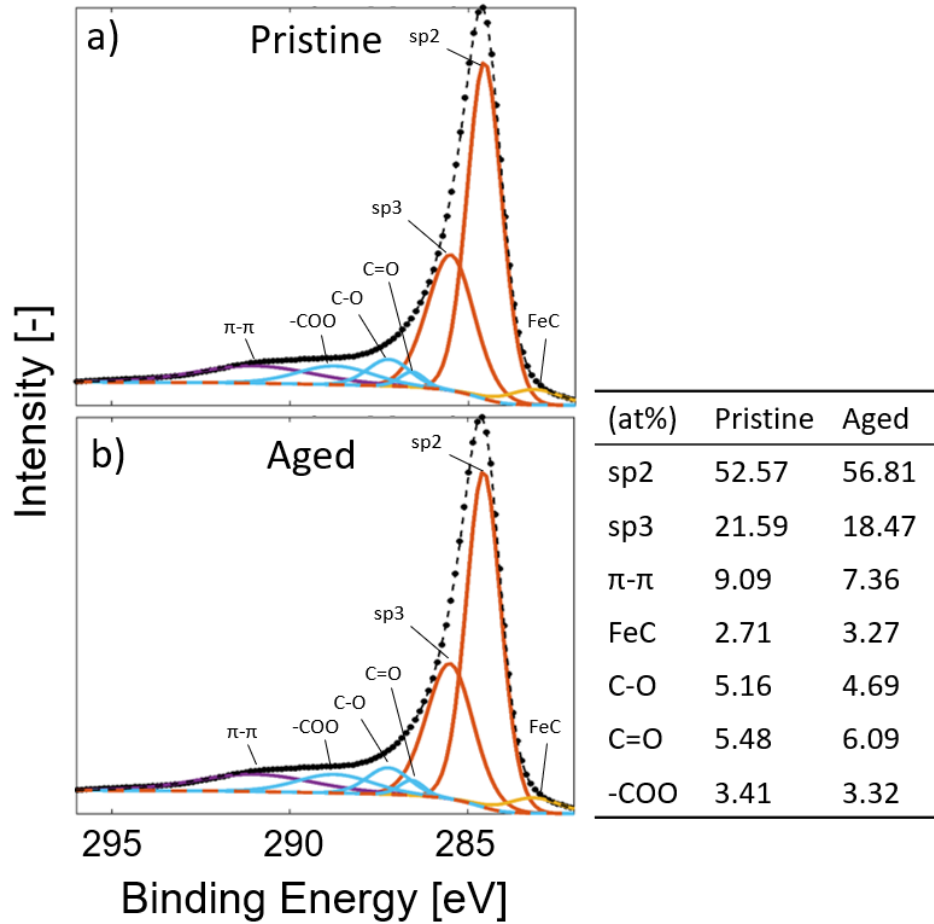 a) Pristine
sp2
sp3
C=O
C-O
-COO
π-π
FeC
b) Aged
sp2
sp3
C=O
C-O
-COO
π-π
FeC
Intensity [-]
295 290 285
Binding Energy [eV]
(at%) Pristine Aged
sp2 52.57 56.81
sp3 21.59 18.47
π-π 9.09 7.36
FeC 2.71 3.27
C-O 5.16 4.69
C=O 5.48 6.09
-COO 3.41 3.32